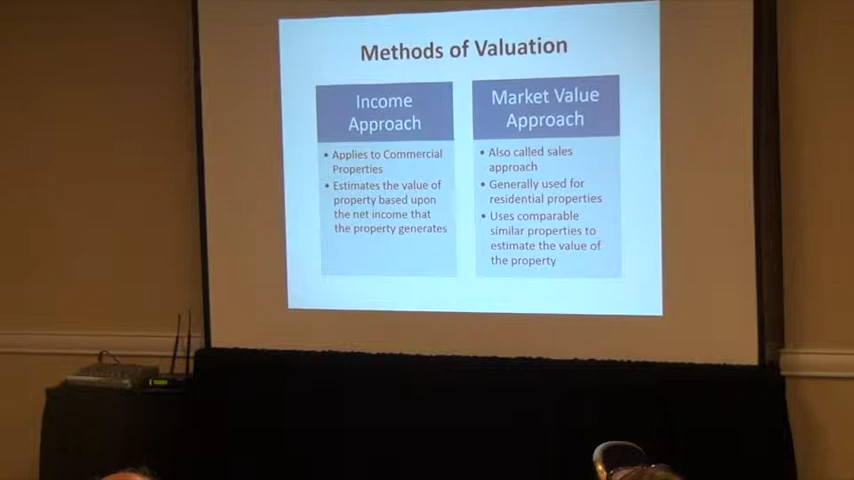 Methods of Valuation
Income
Approach
• Applies to Commercial
Properties
• Estimates the value of
property based upon
the net income that
the property generates
Market Value
Approach
• Also called sales
approach
• Generally used for
residential properties
• Uses comparable
similar properties to
estimate the value of
the property